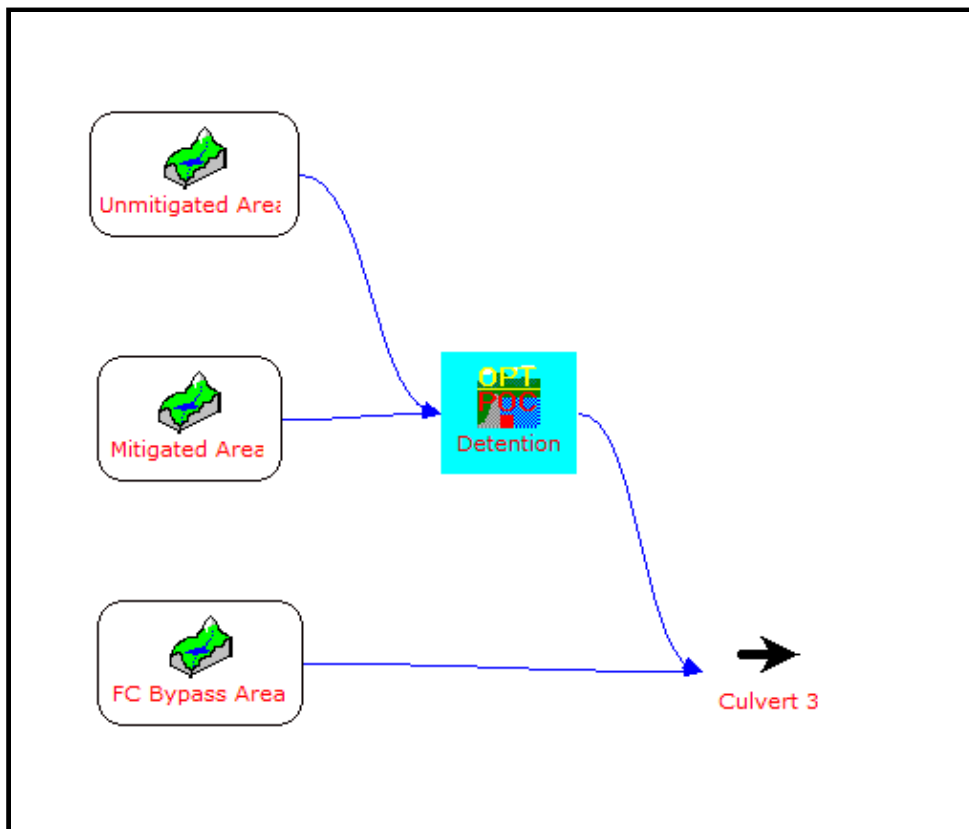 Unmitigated Area
OPT
POC
Detention
Mitigated Area
FC Bypass Area
Culvert 3